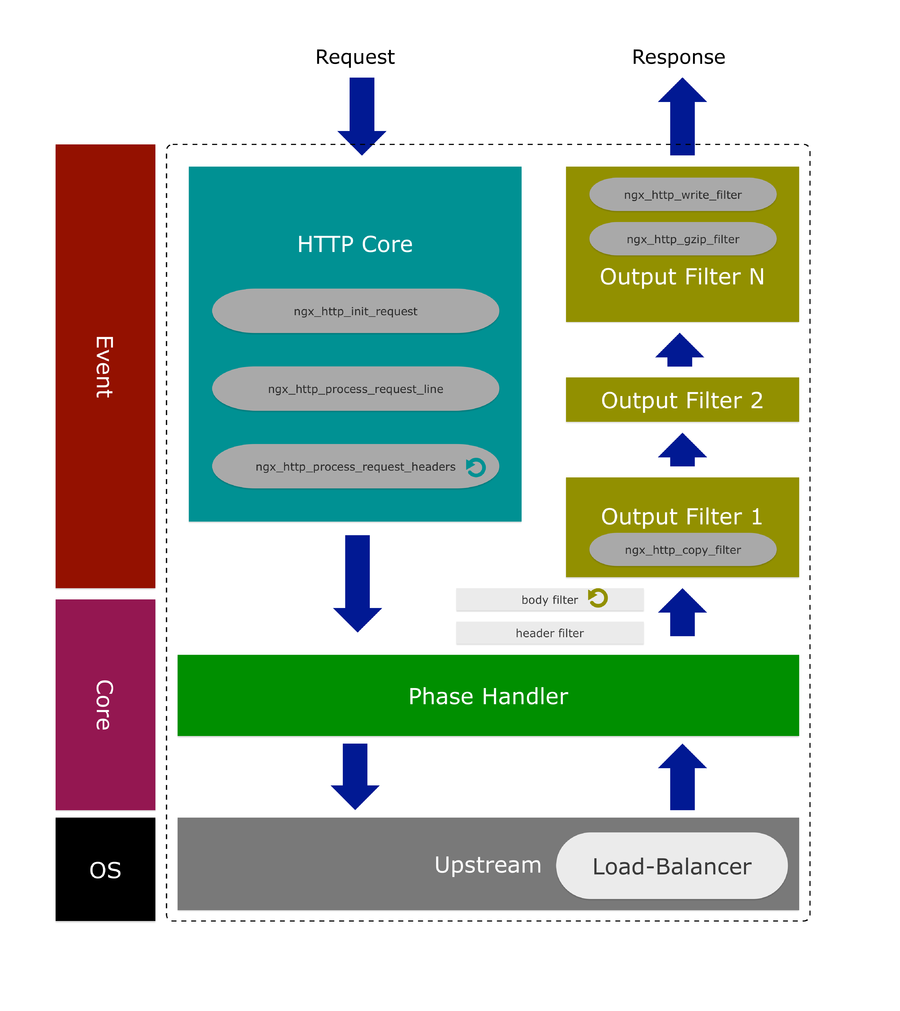 Request
Response
Event
HTTP Core
ngx_http_init_request
ngx_http_process_request_line
ngx_http_process_request_headers
ngx_http_write_filter
ngx_http_gzip_filter
Output Filter N
Output Filter 2
Output Filter 1
ngx_http_copy_filter
body filter
header filter
Core
Phase Handler
OS
Upstream
Load-Balancer